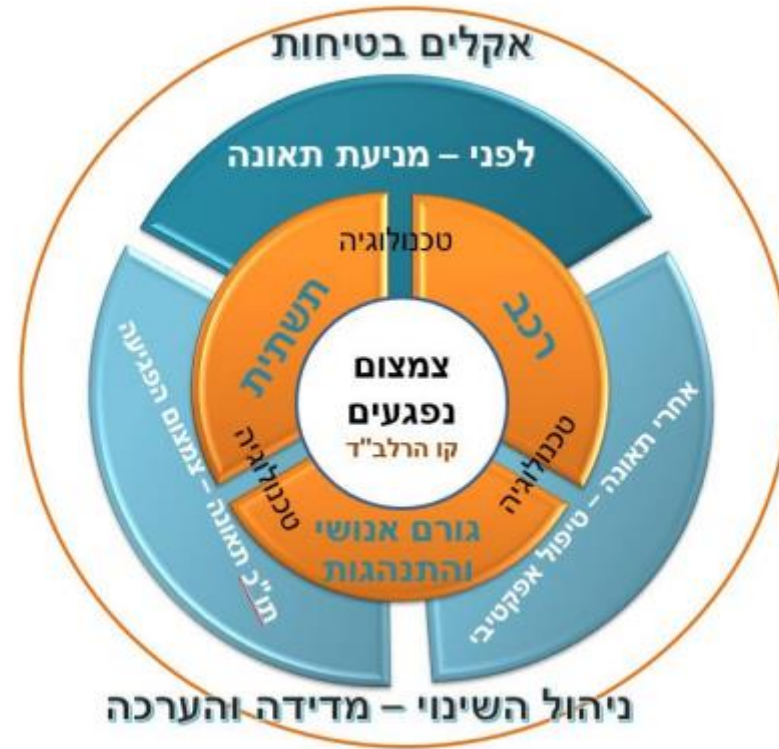 אקלים בטיחות
לפני – מניעת תאונה
טכנולוגיה
תשתית
רכב
צמצום
נפגעים
קו הרלב"ד
טכנולוגיה
טכנולוגיה
גורם אנושי
והתנהגות
אחרי תאונה – טיפול אפקטיבי
תו"כ תאונה – צמצום הפגיעה
ניהול השינוי – מדידה והערכה